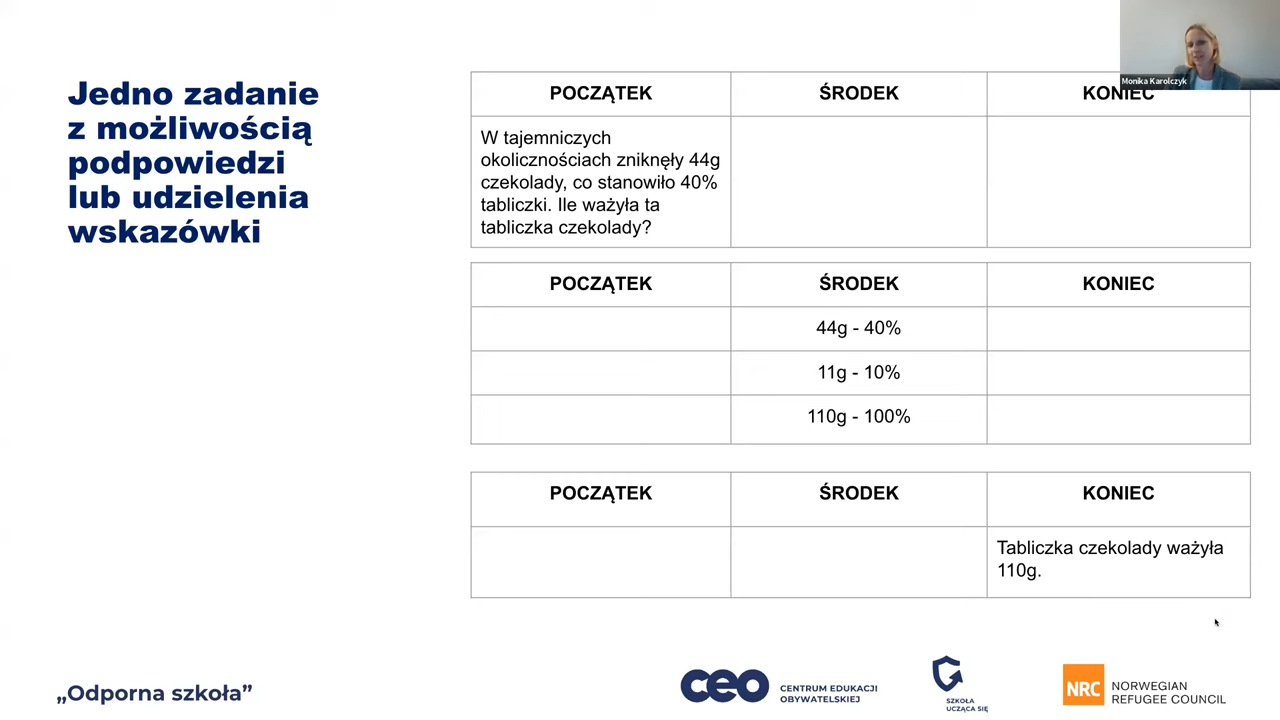 Monika Karolczyk
Jedno zadanie
z możliwością
podpowiedzi
lub udzielenia
wskazówki
POCZĄTEK ŚRODEK KONIEC
W tajemniczych
okolicznościach zniknęły 44g
czekolady, co stanowiło 40%
tabliczki. Ile ważyła ta
tabliczka czekolady?
POCZĄTEK ŚRODEK KONIEC
44g - 40%
11g - 10%
110g - 100%
POCZĄTEK ŚRODEK KONIEC
Tabliczka czekolady ważyła
110g.
„Odporna szkoła”
ceo CENTRUM EDUKACJI
OBYWATELSKIEJ
SZKOŁA
UCZĄCA SIĘ
NRC NORWEGIAN
REFUGEE COUNCIL